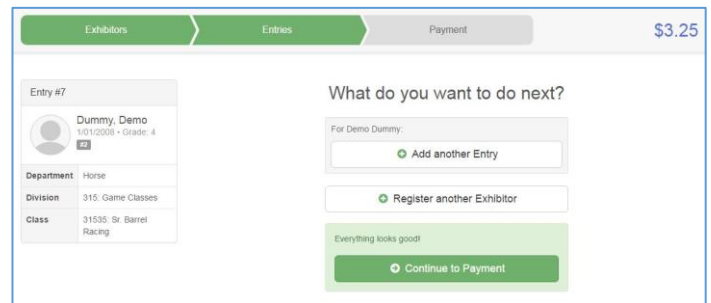 Exhibitors
Entries
Payment
$3.25
Entry #7
Dummy, Demo
1/01/2008 • Grade: 4
#2
Department Horse
Division 315: Game Classes
Class 31535: Sr. Barrel
Racing
What do you want to do next?
For Demo Dummy:
Add another Entry
Register another Exhibitor
Everything looks good!
Continue to Payment